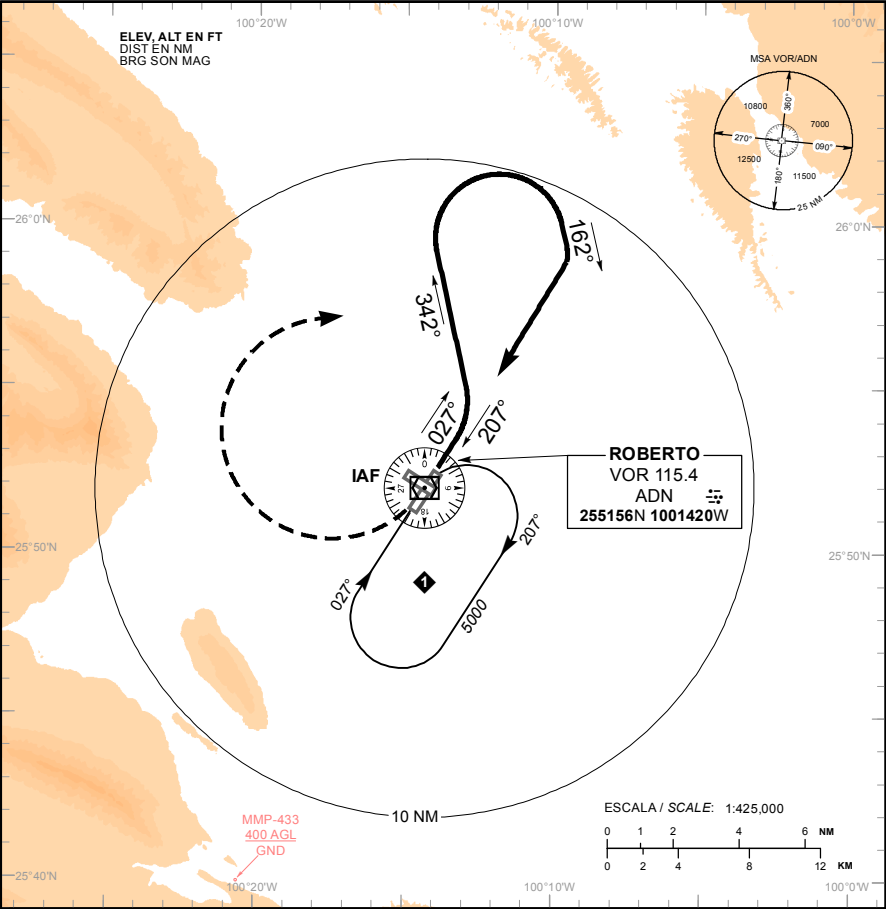 100°20'W
100°10'W
100°0'W
ELEV, ALT EN FT
DIST EN NM
BRG SON MAG
MSA VOR/ADN
10800
360°
7000
270°
090°
12500
180°
11500
25 NM
26°0'N
26°0'N
162°
342°
027°
207°
IAF
0
27
9
18
ROBERTO
VOR 115.4
ADN
255156N 1001420W
207°
25°50'N
25°50'N
027°
1
5000
10 NM
MMP-433
400 AGL
GND
ESCALA / SCALE: 1:425,000
0 1 2 4 6 NM
0 2 4 8 12 KM
25°40'N
100°20'W
100°10'W
100°0'W